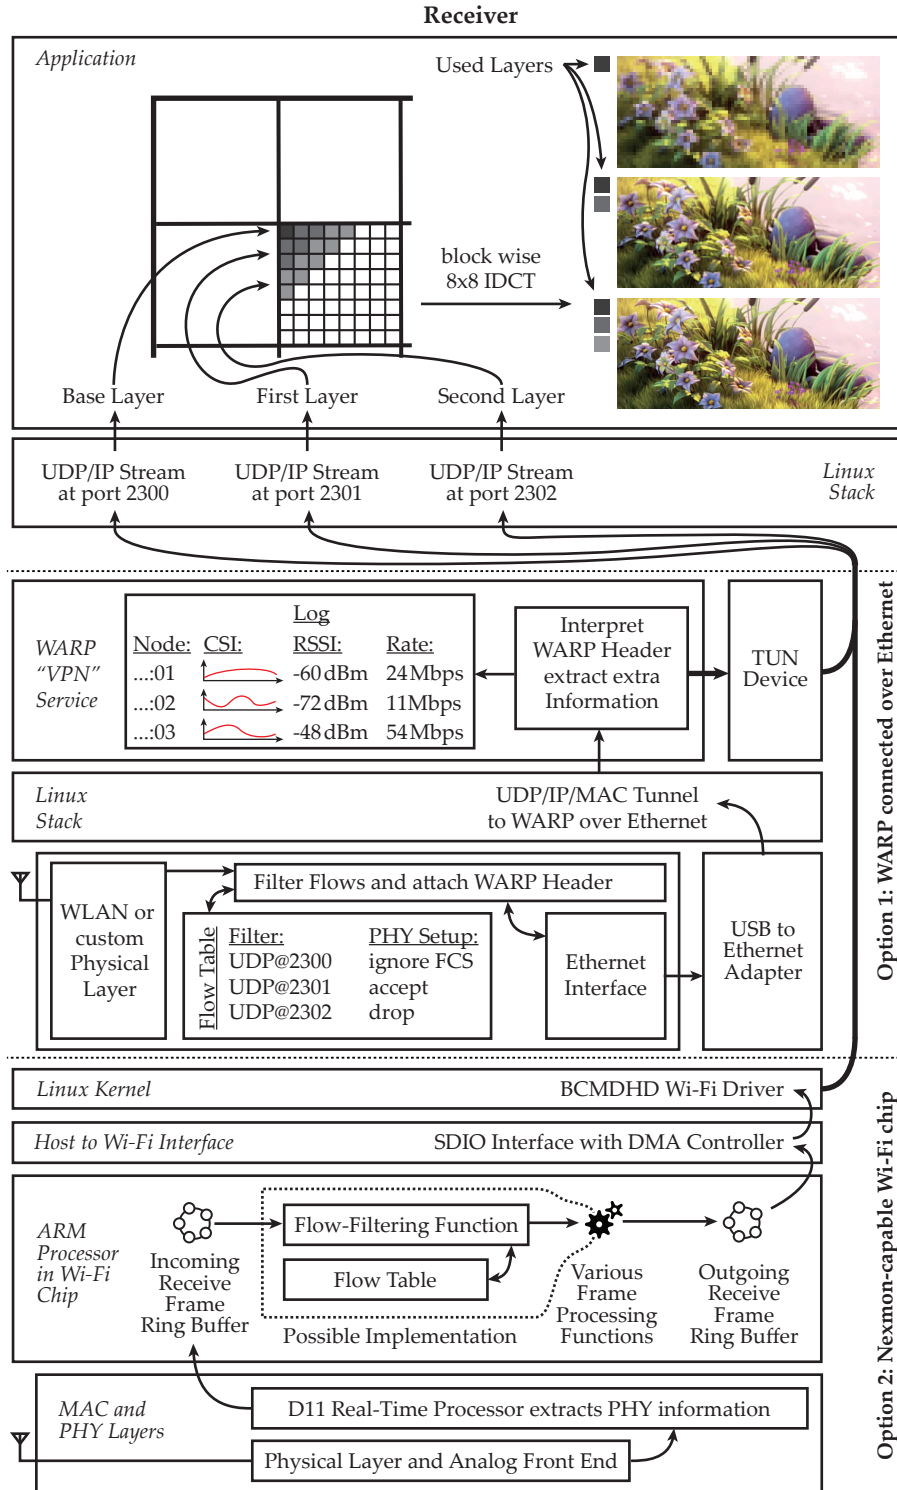 Receiver
Application
Used Layers
block wise
8x8 IDCT
Base Layer
First Layer
Second Layer
UDP/IP Stream
at port 2300
UDP/IP Stream
at port 2301
UDP/IP Stream
at port 2302
Linux
Stack
Option 1: WARP connected over Ethernet
WARP
"VPN"
Service
Log
Node: CSI: RSSI: Rate:
...:01 -60 dBm 24 Mbps
...:02 -72 dBm 11 Mbps
...:03 -48 dBm 54 Mbps
Interpret
WARP Header
extract extra
Information
TUN
Device
Linux
Stack
UDP/IP/MAC Tunnel
to WARP over Ethernet
WLAN or
custom
Physical
Layer
Filter Flows and attach WARP Header
Flow Table
Filter: PHY Setup:
UDP@2300 ignore FCS
UDP@2301 accept
UDP@2302 drop
Ethernet
Interface
USB to
Ethernet
Adapter
Option 2: Nexmon-capable Wi-Fi chip
Linux Kernel
BCMDHD Wi-Fi Driver
Host to Wi-Fi Interface
SDIO Interface with DMA Controller
ARM
Processor
in Wi-Fi
Chip
Incoming
Receive
Frame
Ring Buffer
Flow-Filtering Function
Flow Table
Possible Implementation
Various
Frame
Processing
Functions
Outgoing
Receive
Frame
Ring Buffer
MAC and
PHY Layers
D11 Real-Time Processor extracts PHY information
Physical Layer and Analog Front End